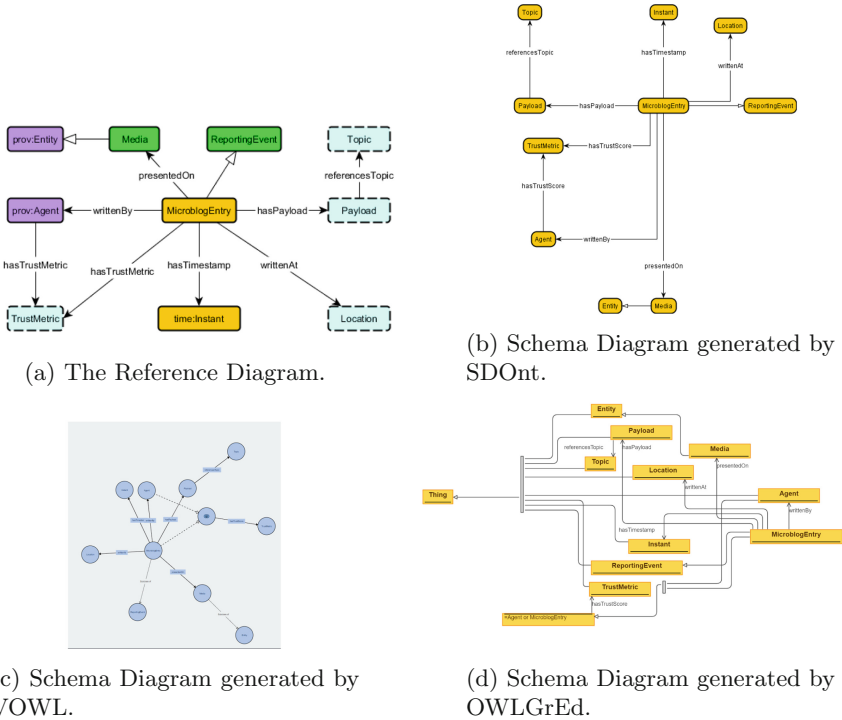 prov:Entity
Media
ReportingEvent
Topic
presentedOn
referencesTopic
prov:Agent
writtenBy
MicroblogEntry
hasPayload
Payload
hasTrustMetric
hasTrustMetric
hasTimestamp
writtenAt
TrustMetric
time:Instant
Location
(a) The Reference Diagram.
Topic
Instant
Location
referencesTopic
hasTimestamp
writtenAt
Payload
hasPayload
MicroblogEntry
ReportingEvent
TrustMetric
hasTrustScore
hasTrustScore
Agent
writtenBy
presentedOn
Entity
Media
(b) Schema Diagram generated by
SDOnt.
c) Schema Diagram generated by
VOWL.
Entity
Payload
referencesTopic
hasPayload
Media
Topic
Location
presentedOn
writtenAt
Thing
Agent
writtenBy
hasTimestamp
MicroblogEntry
Instant
ReportingEvent
TrustMetric
hasTrustScore
=Agent or MicroblogEntry
(d) Schema Diagram generated by
OWLGrEd.